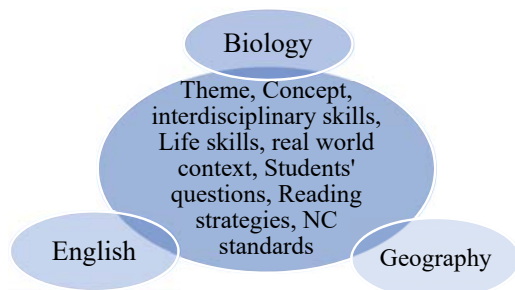 Biology
Theme, Concept,
interdisciplinary skills,
Life skills, real world
context, Students'
questions, Reading
strategies, NC
standards
English
Geography